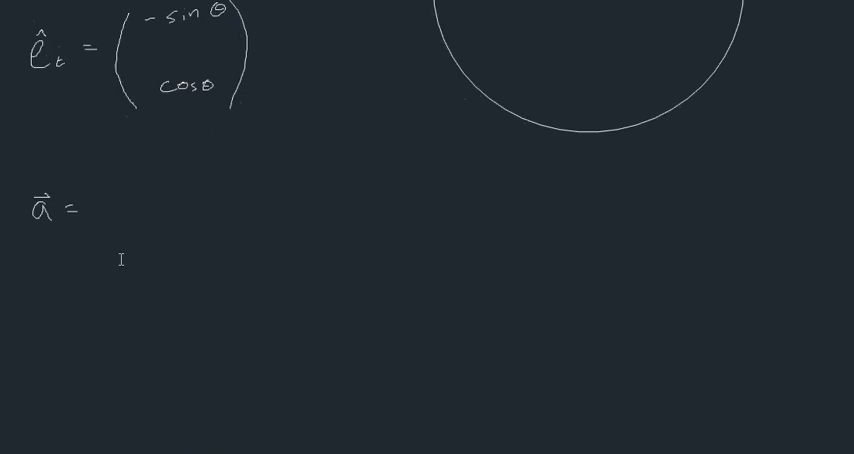 ê_t = ( - sin θ
cos θ )
a⃗ =